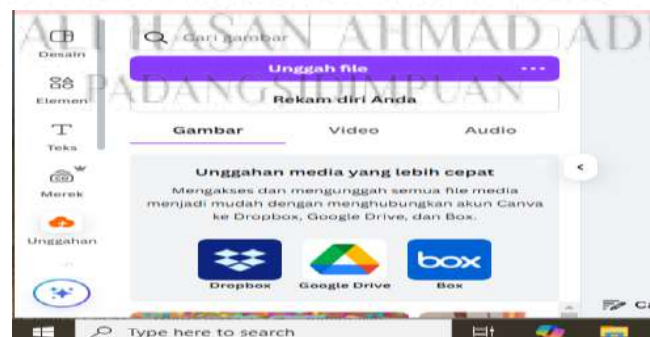 ALI HASAN AHMAD AD
PADANGSIDIMPUAN
Desain
Elemen
Teks
Merek
Unggahan
Cari gambar
Unggah file
Rekam diri Anda
Gambar Video Audio
Unggahan media yang lebih cepat
Mengakses dan mengunggah semua file media
menjadi mudah dengan menghubungkan akun Canva
ke Dropbox, Google Drive, dan Box.
box
Dropbox Google Drive Box
Type here to search